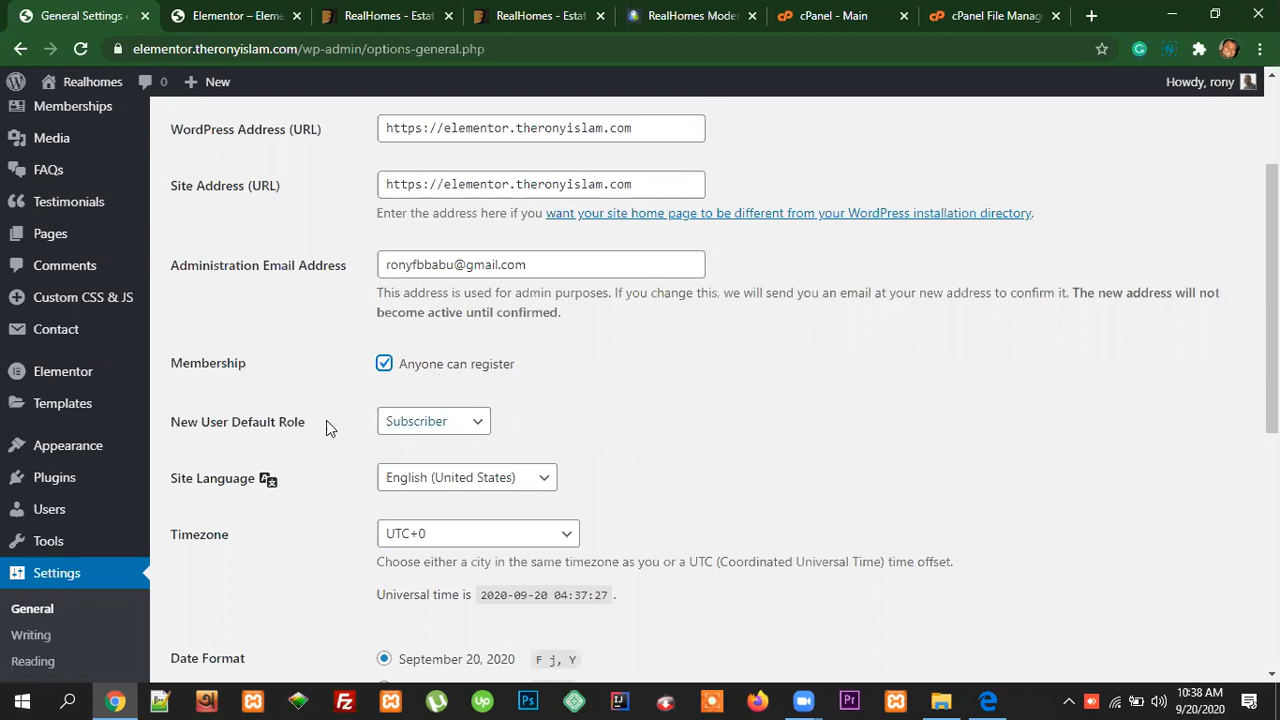 General Settings
Elementor – Eleme
RealHomes - Estat
RealHomes - Estat
RealHomes Moder
cPanel - Main
cPanel File Manag
elementor.theronyislam.com/wp-admin/options-general.php
Realhomes
0
New
Howdy, rony
Memberships
Media
FAQs
Testimonials
Pages
Comments
Custom CSS & JS
Contact
Elementor
Templates
Appearance
Plugins
Users
Tools
Settings
General
Writing
Reading
WordPress Address (URL)
https://elementor.theronyislam.com
Site Address (URL)
https://elementor.theronyislam.com
Enter the address here if you want your site home page to be different from your WordPress installation directory.
Administration Email Address
ronyfbbabu@gmail.com
This address is used for admin purposes. If you change this, we will send you an email at your new address to confirm it. The new address will not
become active until confirmed.
Membership
Anyone can register
New User Default Role
Subscriber
Site Language
English (United States)
Timezone
UTC+0
Choose either a city in the same timezone as you or a UTC (Coordinated Universal Time) time offset.
Universal time is 2020-09-20 04:37:27 .
Date Format
September 20, 2020
F j, Y
10:38 AM
9/20/2020